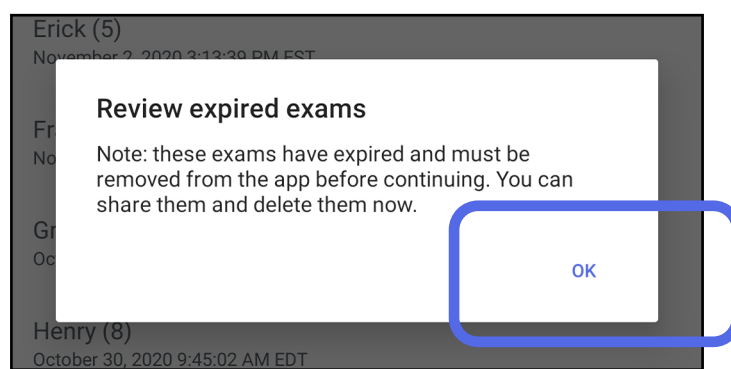 Erick (5)
November 2, 2020 3:13:39 PM EST
Review expired exams
Note: these exams have expired and must be
removed from the app before continuing. You can
share them and delete them now.
OK
Henry (8)
October 30, 2020 9:45:02 AM EDT